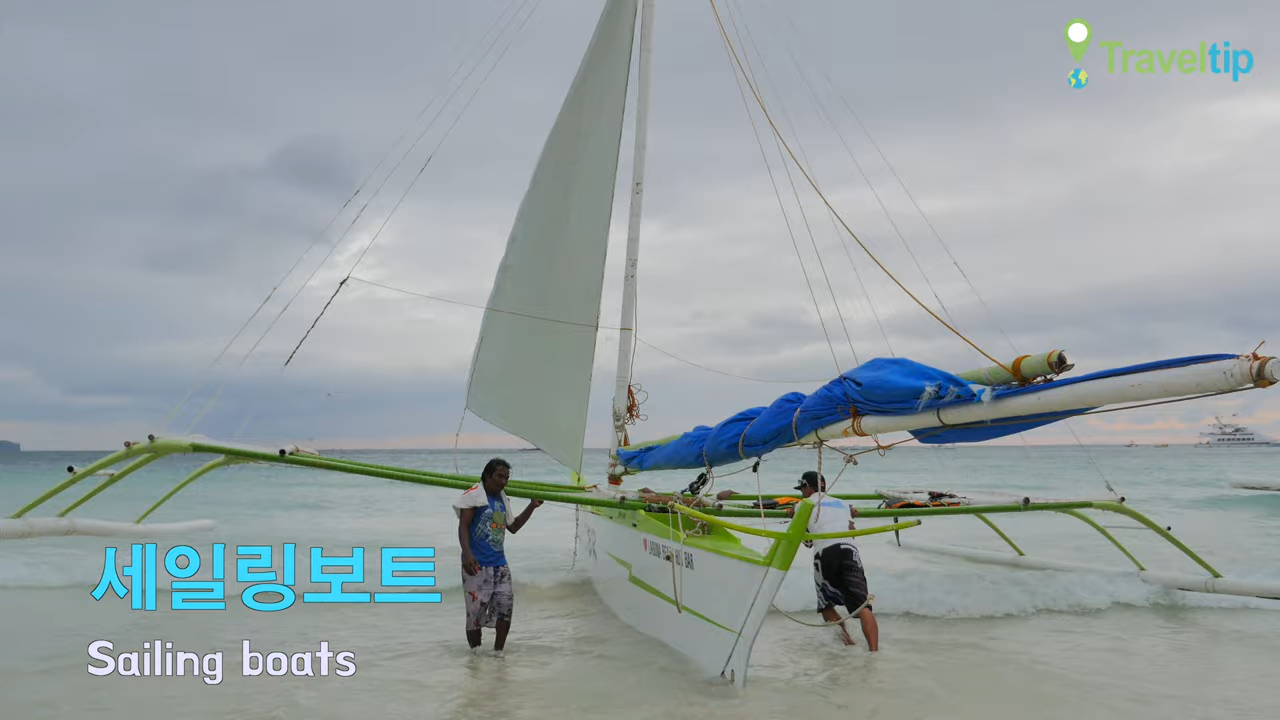 Traveltip
세일링보트
Sailing boats